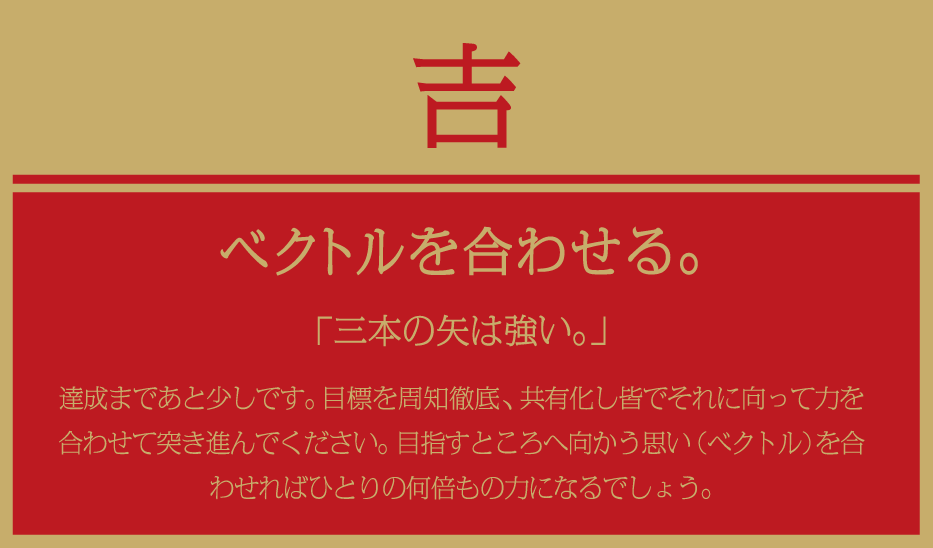 吉
ベクトルを合わせる。
「三本の矢は強い。」
達成まであと少しです。目標を周知徹底、共有化し皆でそれに向って力を
合わせて突き進んでください。目指すところへ向かう思い（ベクトル）を合
わせればひとりの何倍もの力になるでしょう。